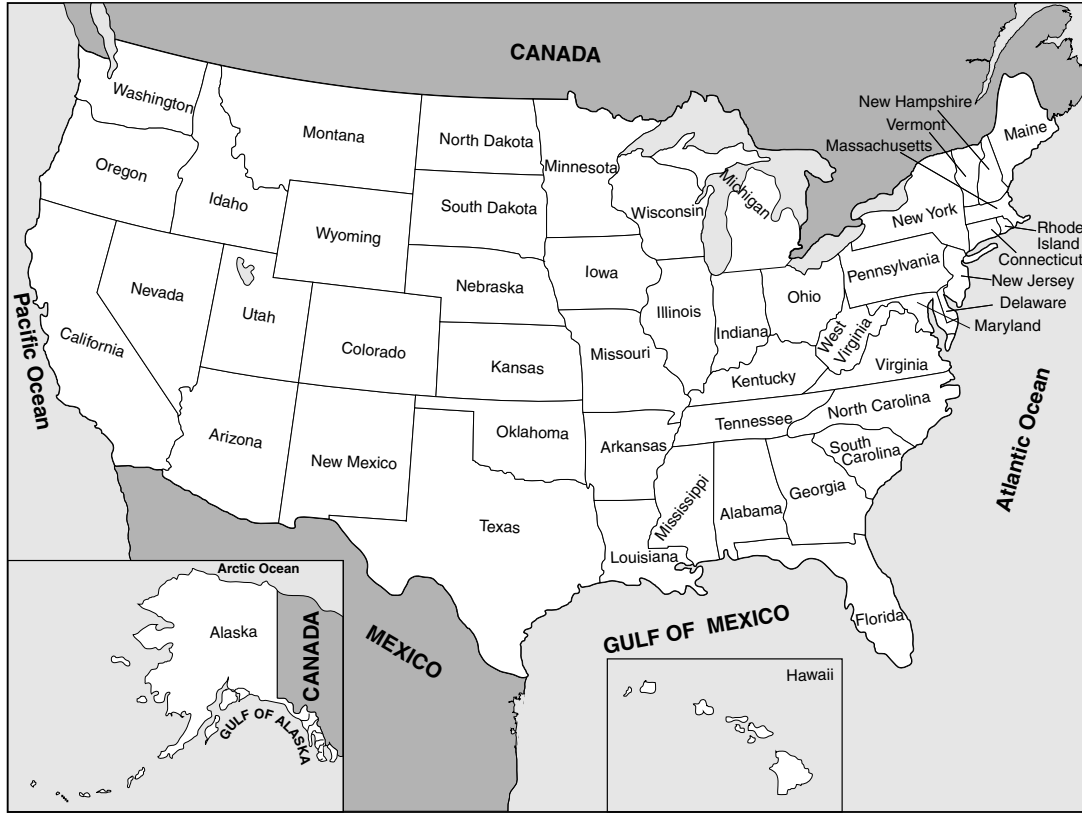 CANADA
New Hampshire
Vermont
Massachusetts
Maine
Washington
Montana
North Dakota
Minnesota
Oregon
Idaho
South Dakota
Wisconsin
Michigan
New York
Rhode
Island
Connecticut
Wyoming
Pennsylvania
New Jersey
Iowa
Nebraska
Ohio
Delaware
Nevada
Utah
Illinois
Indiana
West
Virginia
Maryland
Pacific Ocean
California
Colorado
Kansas
Missouri
Kentucky
Virginia
Atlantic Ocean
North Carolina
Tennessee
Arizona
New Mexico
Oklahoma
Arkansas
South
Carolina
Mississippi
Alabama
Georgia
Texas
Louisiana
Florida
GULF OF MEXICO
MEXICO
Arctic Ocean
Alaska
CANADA
GULF OF ALASKA
Hawaii